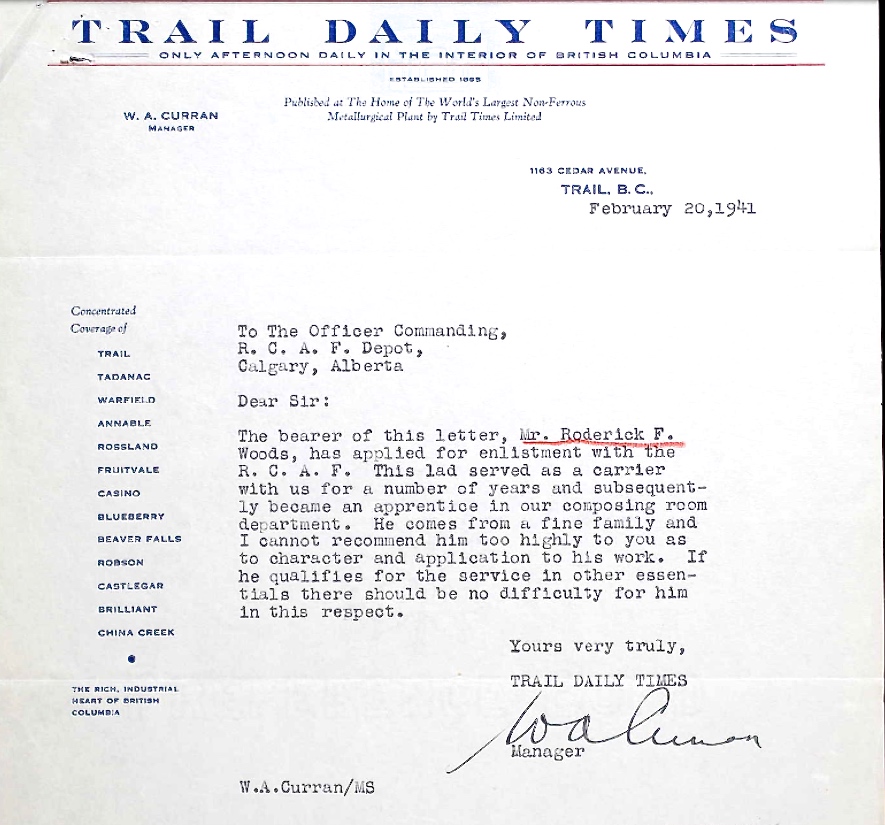 TRAIL DAILY TIMES
ONLY AFTERNOON DAILY IN THE INTERIOR OF BRITISH COLUMBIA
ESTABLISHED 1895
Published at The Home of The World's Largest Non-Ferrous
Metallurgical Plant by Trail Times Limited
W. A. CURRAN
MANAGER
1163 CEDAR AVENUE,
TRAIL, B. C.,
February 20,1941
Concentrated
Coverage of
TRAIL
TADANAC
WARFIELD
ANNABLE
ROSSLAND
FRUITVALE
CASINO
BLUEBERRY
BEAVER FALLS
ROBSON
CASTLEGAR
BRILLIANT
CHINA CREEK
THE RICH, INDUSTRIAL
HEART OF BRITISH
COLUMBIA
To The Officer Commanding,
R. C. A. F. Depot,
Calgary, Alberta
Dear Sir:
The bearer of this letter, Mr. Roderick F.
Woods, has applied for enlistment with the
R. C. A. F.  This lad served as a carrier
with us for a number of years and subsequent-
ly became an apprentice in our composing room
department.  He comes from a fine family and
I cannot recommend him too highly to you as
to character and application to his work.  If
he qualifies for the service in other essen-
tials there should be no difficulty for him
in this respect.
Yours very truly,
TRAIL DAILY TIMES
W A Curran
Manager
W.A.Curran/MS